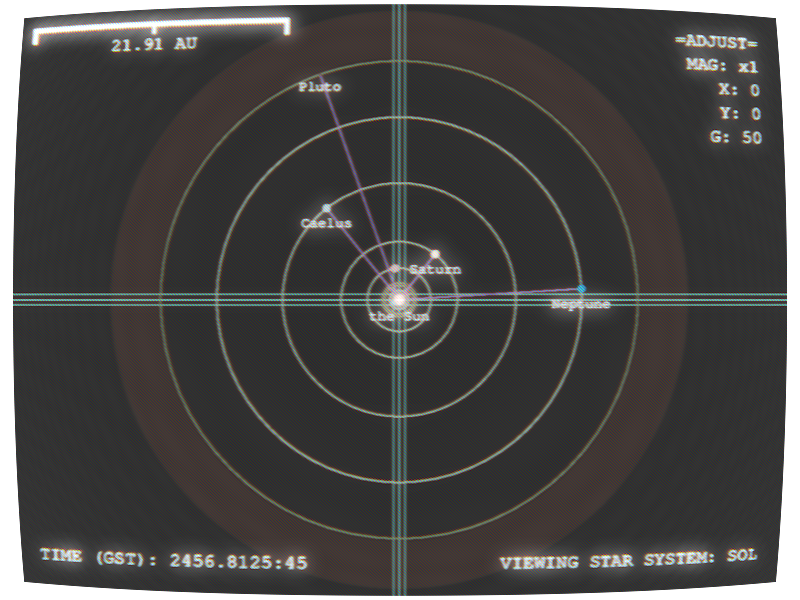 21.91 AU
=ADJUST=
MAG: x1
X: 0
Y: 0
G: 50
Pluto
Caelus
Saturn
Neptune
the Sun
TIME (GST): 2456.8125:45
VIEWING STAR SYSTEM: SOL